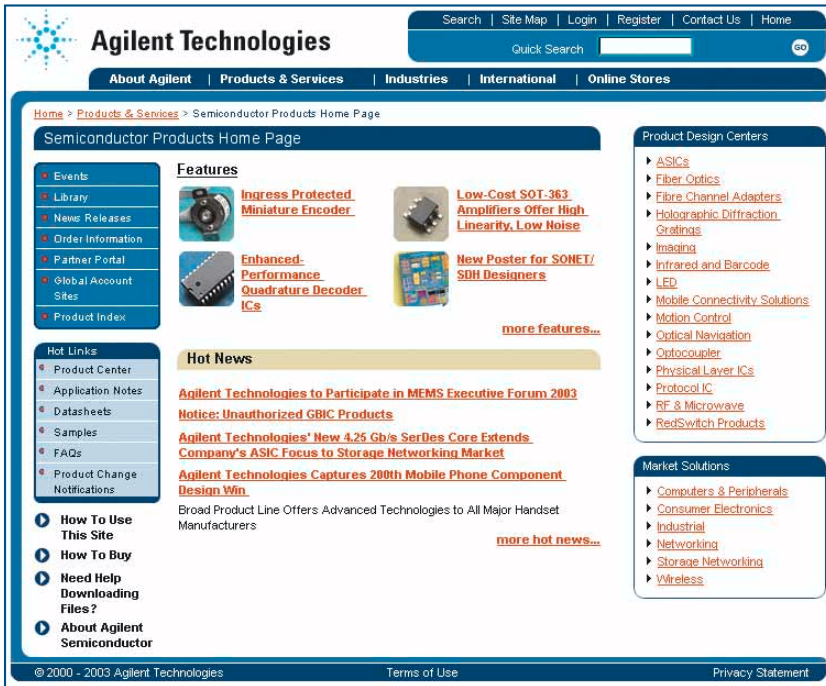 Agilent Technologies
Search | Site Map | Login | Register | Contact Us | Home
Quick Search GO
About Agilent | Products & Services | Industries | International | Online Stores
Home > Products & Services > Semiconductor Products Home Page
Semiconductor Products Home Page
Events
Library
News Releases
Order Information
Partner Portal
Global Account
Sites
Product Index
Hot Links
Product Center
Application Notes
Datasheets
Samples
FAQs
Product Change
Notifications
How To Use
This Site
How To Buy
Need Help
Downloading
Files?
About Agilent
Semiconductor
Features
Ingress Protected
Miniature Encoder
Low-Cost SOT-363
Amplifiers Offer High
Linearity, Low Noise
Enhanced-
Performance
Quadrature Decoder
ICs
New Poster for SONET/
SDH Designers
more features...
Hot News
Agilent Technologies to Participate in MEMS Executive Forum 2003
Notice: Unauthorized GBIC Products
Agilent Technologies' New 4.25 Gb/s SerDes Core Extends
Company's ASIC Focus to Storage Networking Market
Agilent Technologies Captures 200th Mobile Phone Component
Design Win
Broad Product Line Offers Advanced Technologies to All Major Handset
Manufacturers
more hot news...
Product Design Centers
ASICs
Fiber Optics
Fibre Channel Adapters
Holographic Diffraction
Gratings
Imaging
Infrared and Barcode
LED
Mobile Connectivity Solutions
Motion Control
Optical Navigation
Optocoupler
Physical Layer ICs
Protocol IC
RF & Microwave
RedSwitch Products
Market Solutions
Computers & Peripherals
Consumer Electronics
Industrial
Networking
Storage Networking
Wireless
© 2000 - 2003 Agilent Technologies
Terms of Use
Privacy Statement